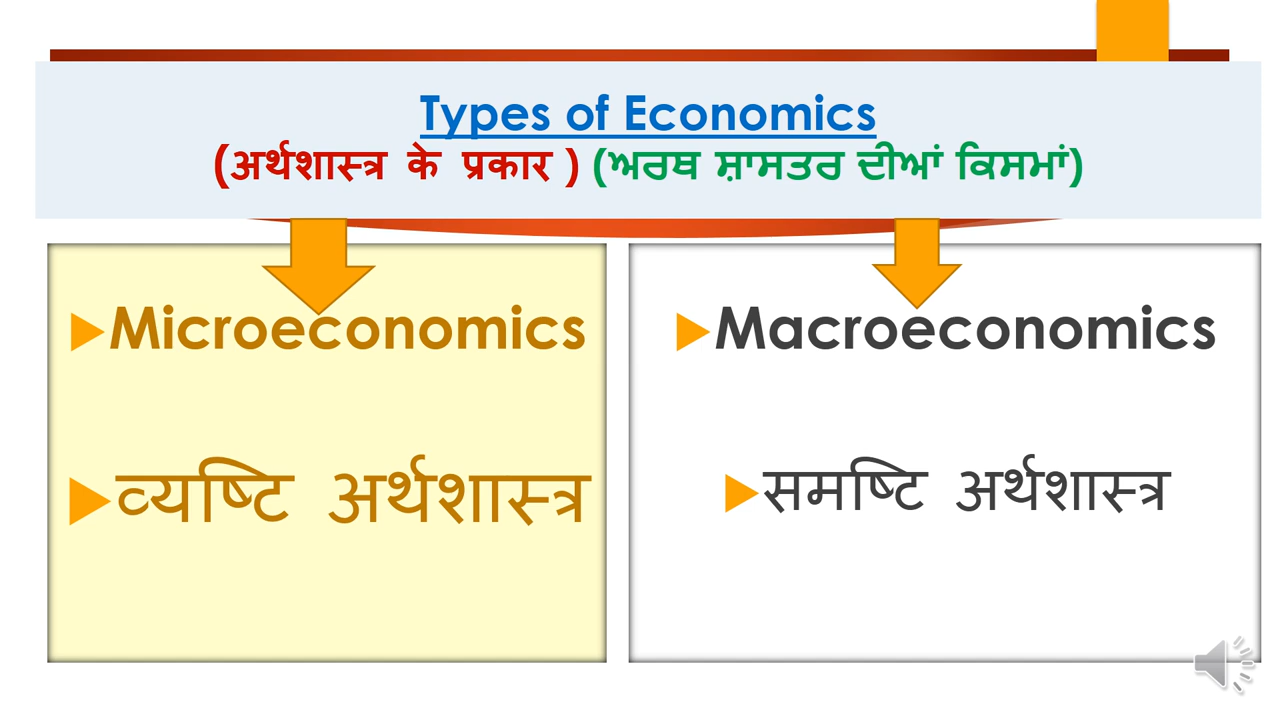 Types of Economics
(अर्थशास्त्र के प्रकार ) (ਅਰਥ ਸ਼ਾਸਤਰ ਦੀਆਂ ਕਿਸਮਾਂ)
Microeconomics
व्यष्टि अर्थशास्त्र
Macroeconomics
समष्टि अर्थशास्त्र